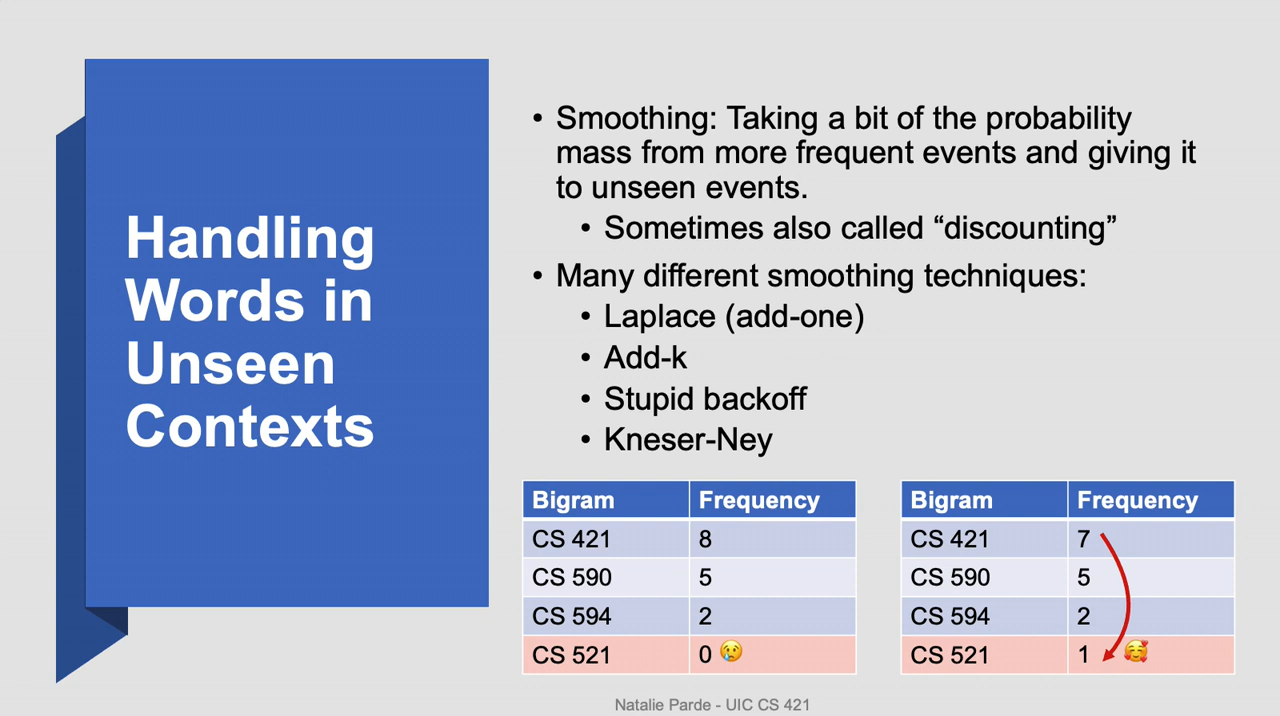 Handling
Words in
Unseen
Contexts
• Smoothing: Taking a bit of the probability
mass from more frequent events and giving it
to unseen events.
• Sometimes also called “discounting”
• Many different smoothing techniques:
• Laplace (add-one)
• Add-k
• Stupid backoff
• Kneser-Ney
Bigram Frequency
CS 421 8
CS 590 5
CS 594 2
CS 521 0 😢
Bigram Frequency
CS 421 7
CS 590 5
CS 594 2
CS 521 1 🥰
Natalie Parde - UIC CS 421